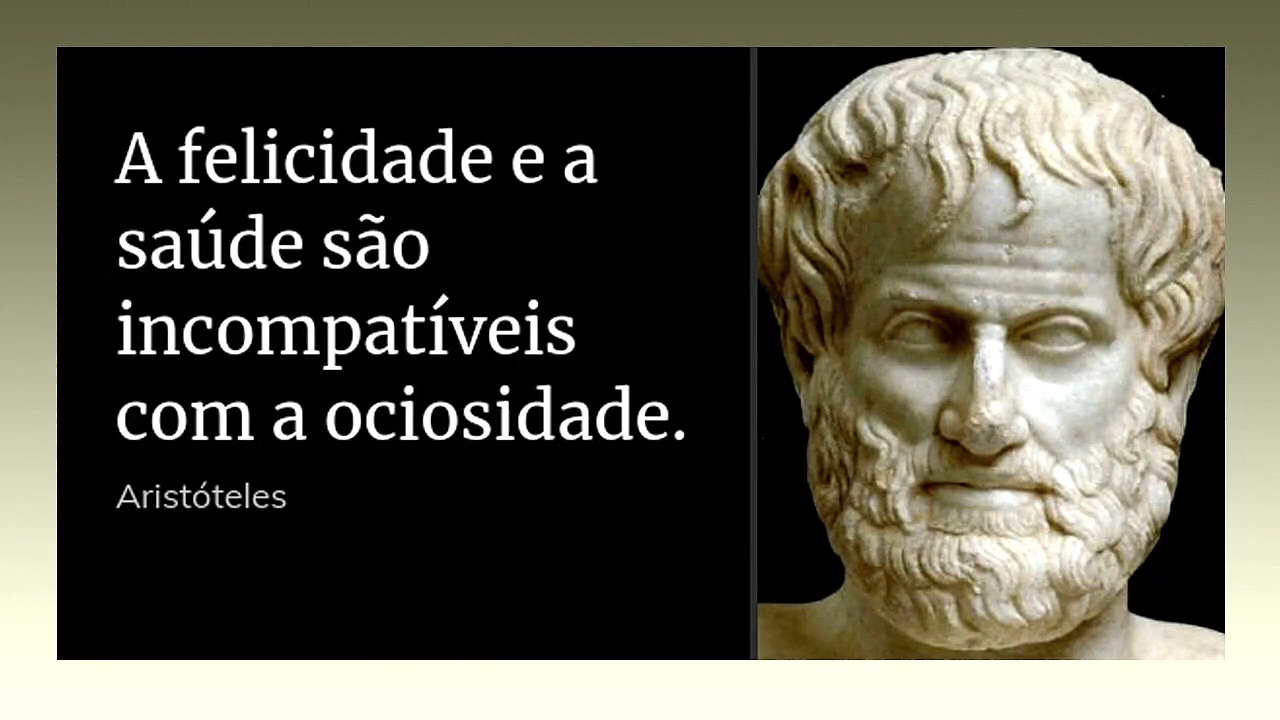 A felicidade e a
saúde são
incompatíveis
com a ociosidade.
Aristóteles